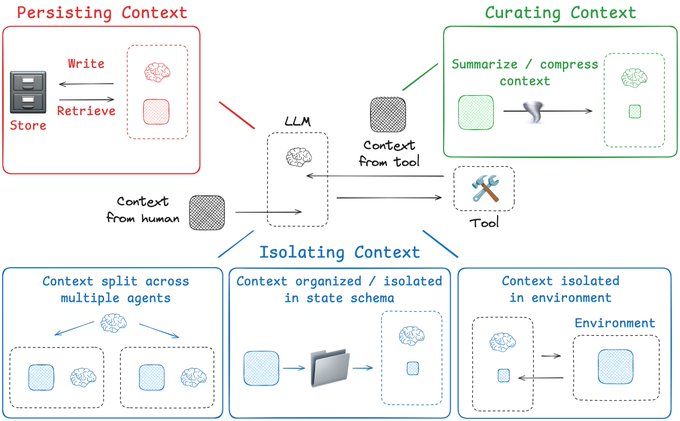 Persisting Context
Write
Retrieve
Store
Curating Context
Summarize / compress
context
LLM
Context
from tool
Context
from human
Tool
Isolating Context
Context split across
multiple agents
Context organized / isolated
in state schema
Context isolated
in environment
Environment